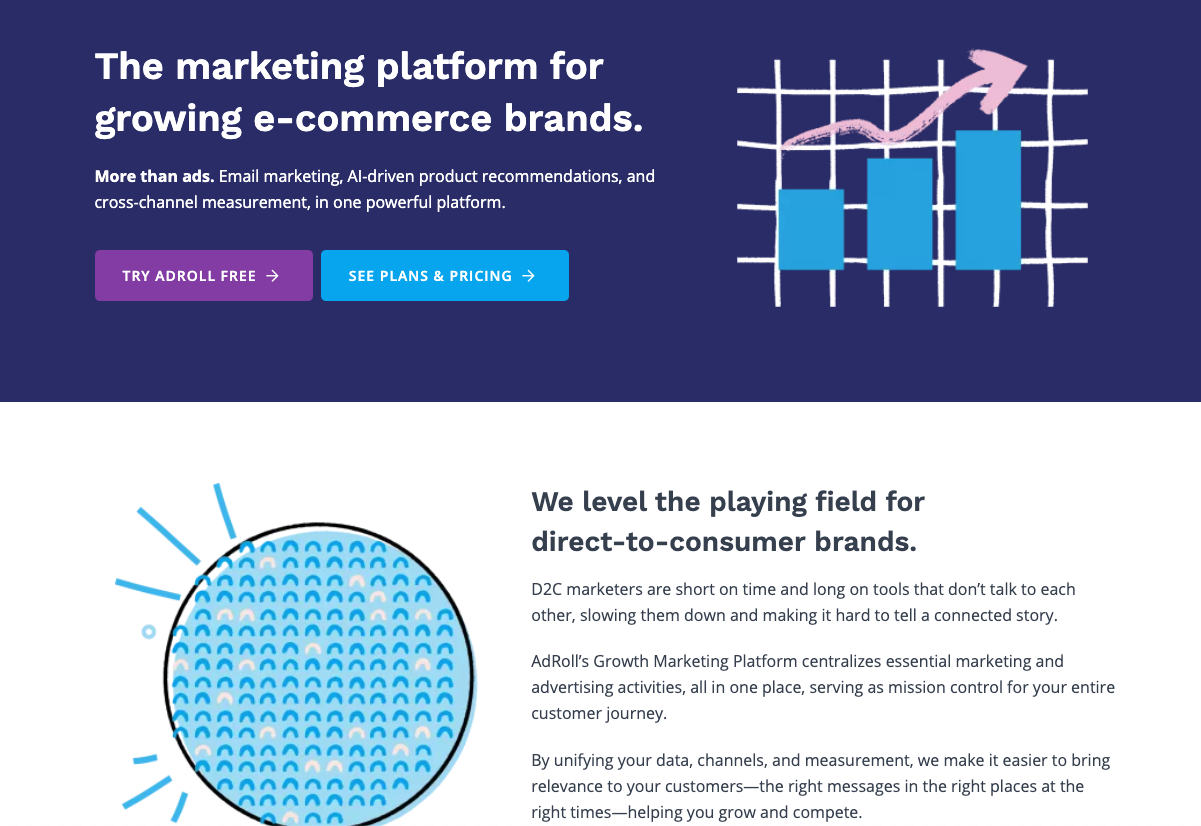 The marketing platform for
growing e-commerce brands.
More than ads. Email marketing, AI-driven product recommendations, and
cross-channel measurement, in one powerful platform.
TRY ADROLL FREE →
SEE PLANS & PRICING →
We level the playing field for
direct-to-consumer brands.
D2C marketers are short on time and long on tools that don’t talk to each
other, slowing them down and making it hard to tell a connected story.
AdRoll’s Growth Marketing Platform centralizes essential marketing and
advertising activities, all in one place, serving as mission control for your entire
customer journey.
By unifying your data, channels, and measurement, we make it easier to bring
relevance to your customers—the right messages in the right places at the
right times—helping you grow and compete.